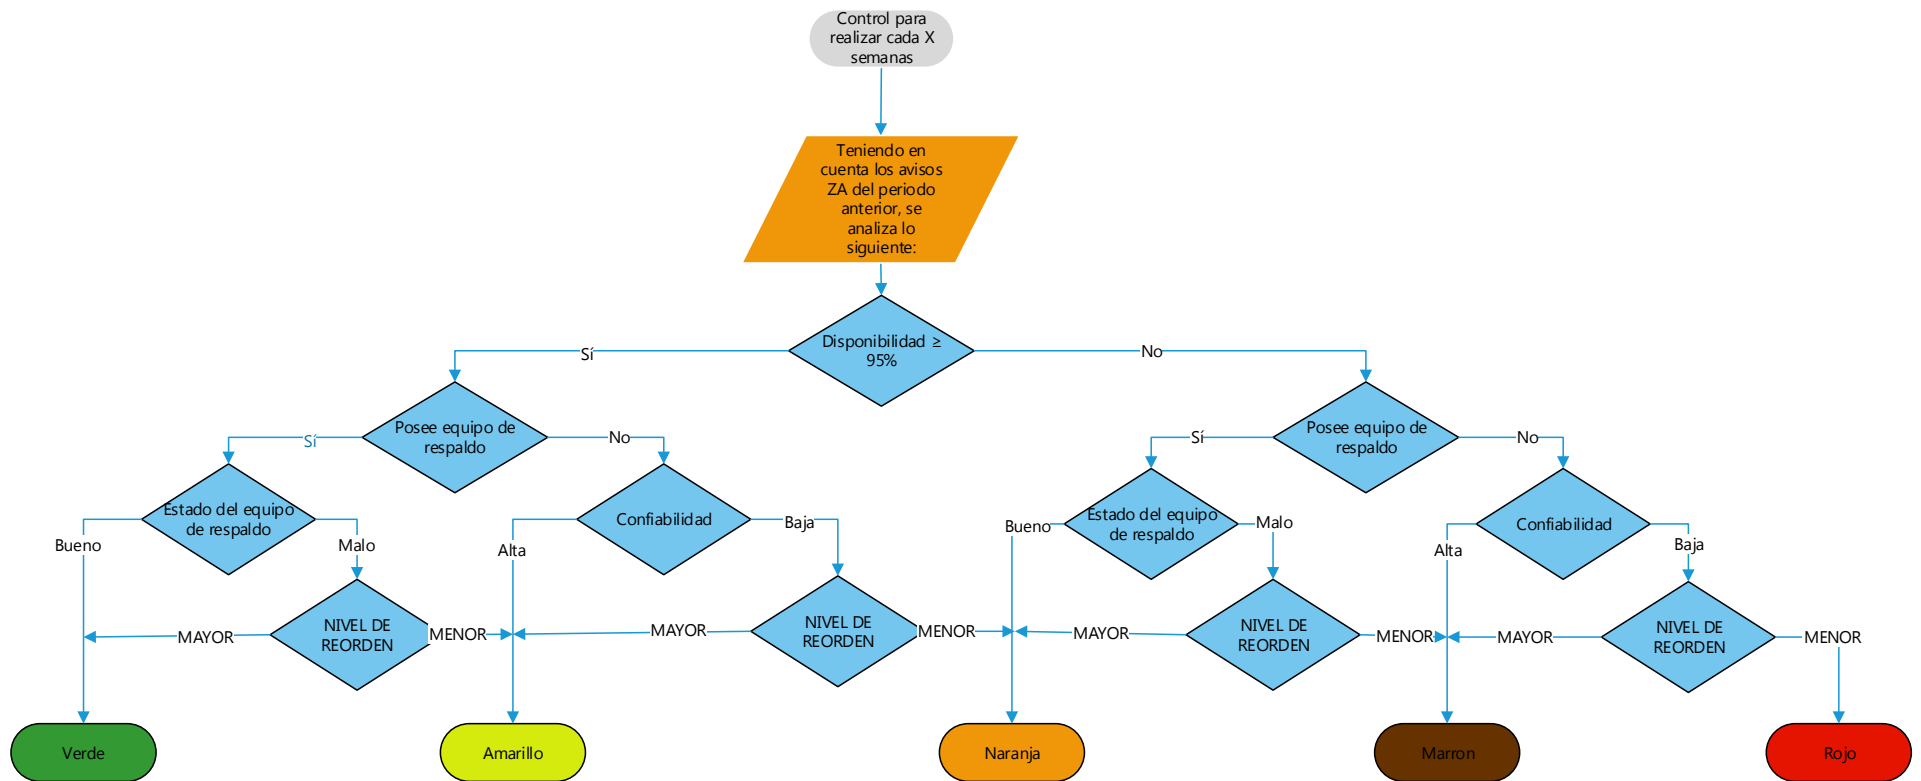 Control para
realizar cada X
semanas
Teniendo en
cuenta los avisos
ZA del periodo
anterior, se
analiza lo
siguiente:
Disponibilidad ≥
95%
Sí
No
Posee equipo de
respaldo
Sí
No
Posee equipo de
respaldo
Sí
No
Estado del equipo
de respaldo
Bueno
Malo
Confiabilidad
Alta
Baja
Estado del equipo
de respaldo
Bueno
Malo
Confiabilidad
Alta
Baja
NIVEL DE
REORDEN
MAYOR
MENOR
NIVEL DE
REORDEN
MAYOR
MENOR
NIVEL DE
REORDEN
MAYOR
MENOR
NIVEL DE
REORDEN
MAYOR
MENOR
Verde
Amarillo
Naranja
Marron
Rojo